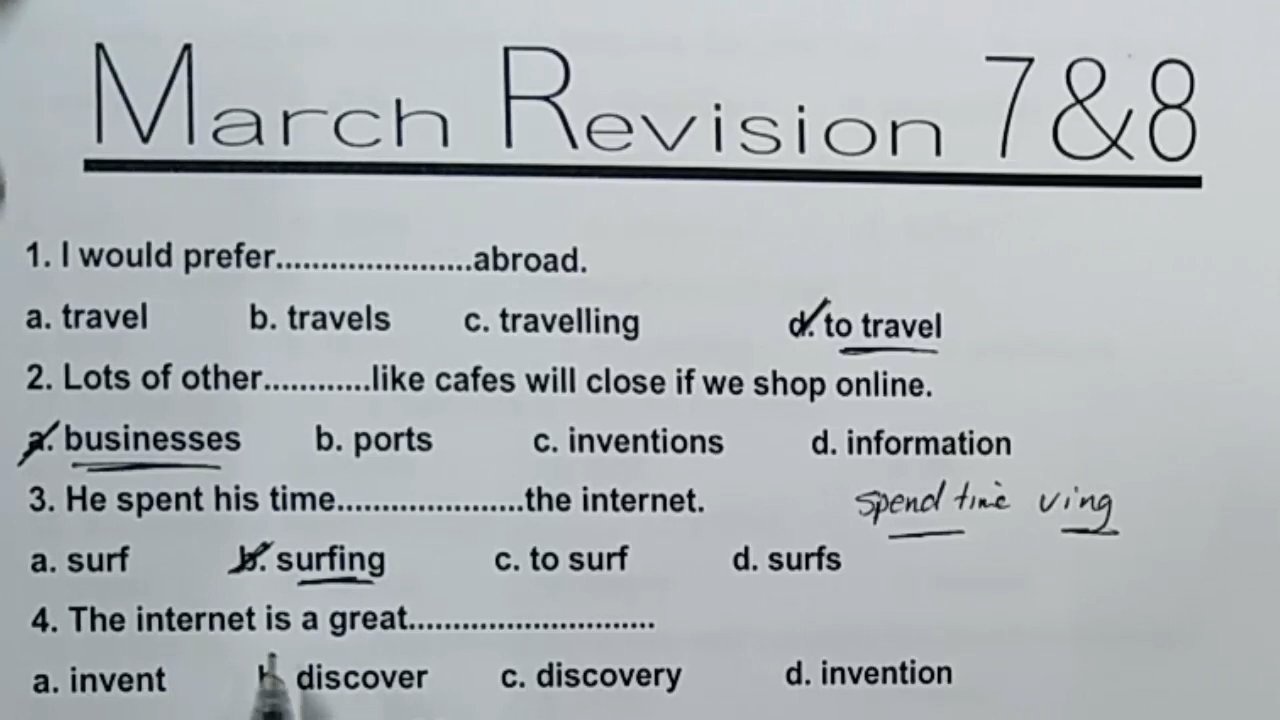 March Revision 7&8
1. I would prefer......................abroad.
a. travel b. travels c. travelling d. to travel
2. Lots of other............like cafes will close if we shop online.
a. businesses b. ports c. inventions d. information
3. He spent his time.....................the internet. spend time ving
a. surf b. surfing c. to surf d. surfs
4. The internet is a great...........................
a. invent b discover c. discovery d. invention